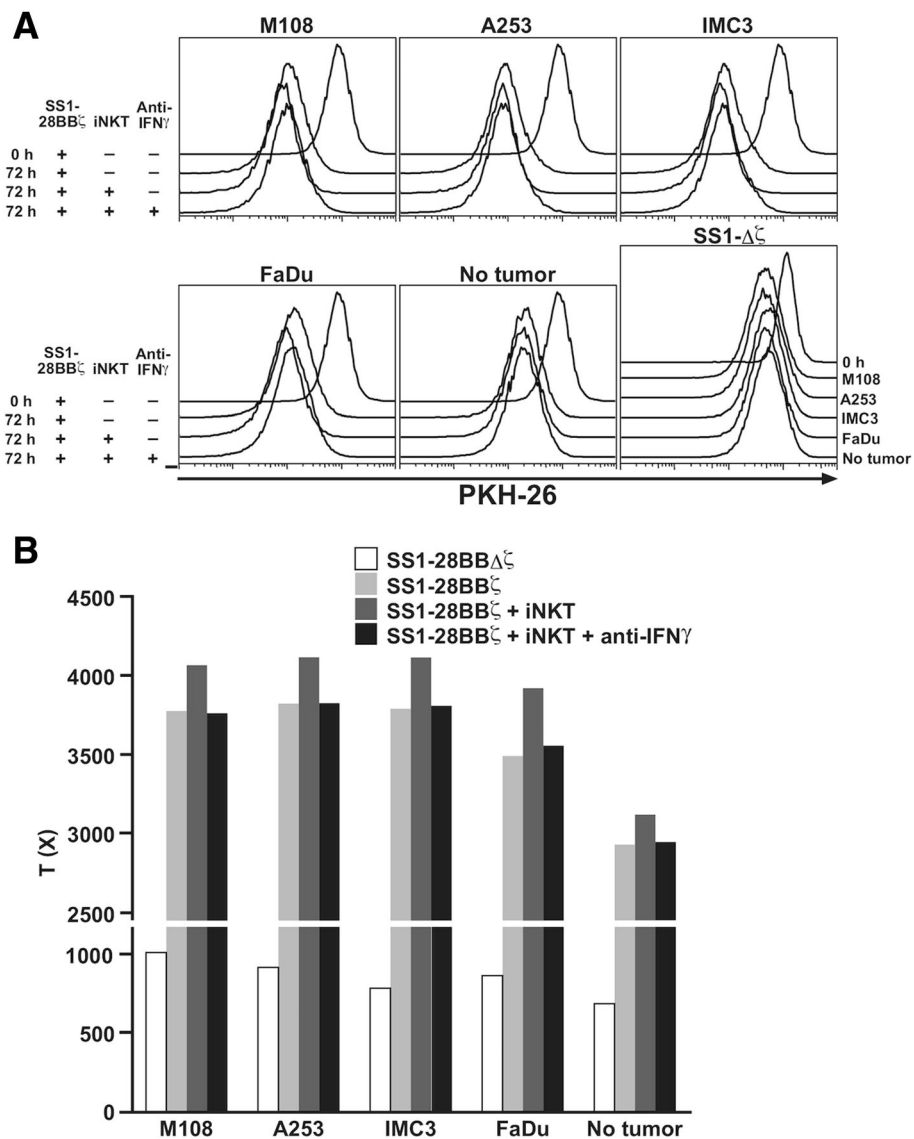 A
M108
A253
IMC3
SS1-
28BBζ iNKT Anti-
IFNγ
0 h + – –
72 h + – –
72 h + + –
72 h + + +
FaDu
No tumor
SS1-Δζ
SS1-
28BBζ iNKT Anti-
IFNγ
0 h + – –
72 h + – –
72 h + + –
72 h + + +
0 h
M108
A253
IMC3
FaDu
No tumor
PKH-26
B
SS1-28BBΔζ
SS1-28BBζ
SS1-28BBζ + iNKT
SS1-28BBζ + iNKT + anti-IFNγ
T (X)
4500
4000
3500
3000
2500
1000
500
0
M108 A253 IMC3 FaDu No tumor